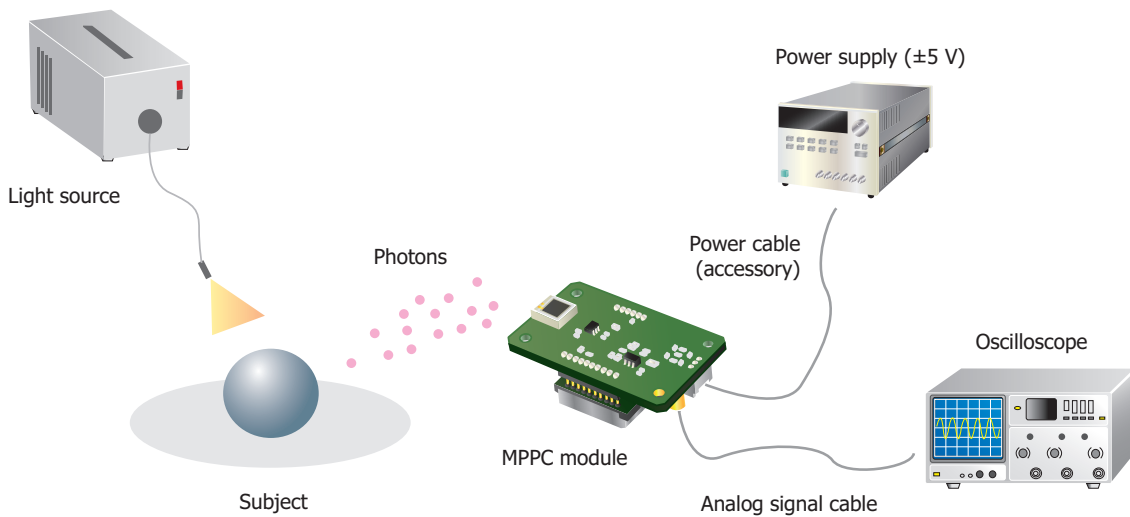 Power supply (±5 V)
Light source
Photons
Power cable
(accessory)
Oscilloscope
MPPC module
Subject
Analog signal cable